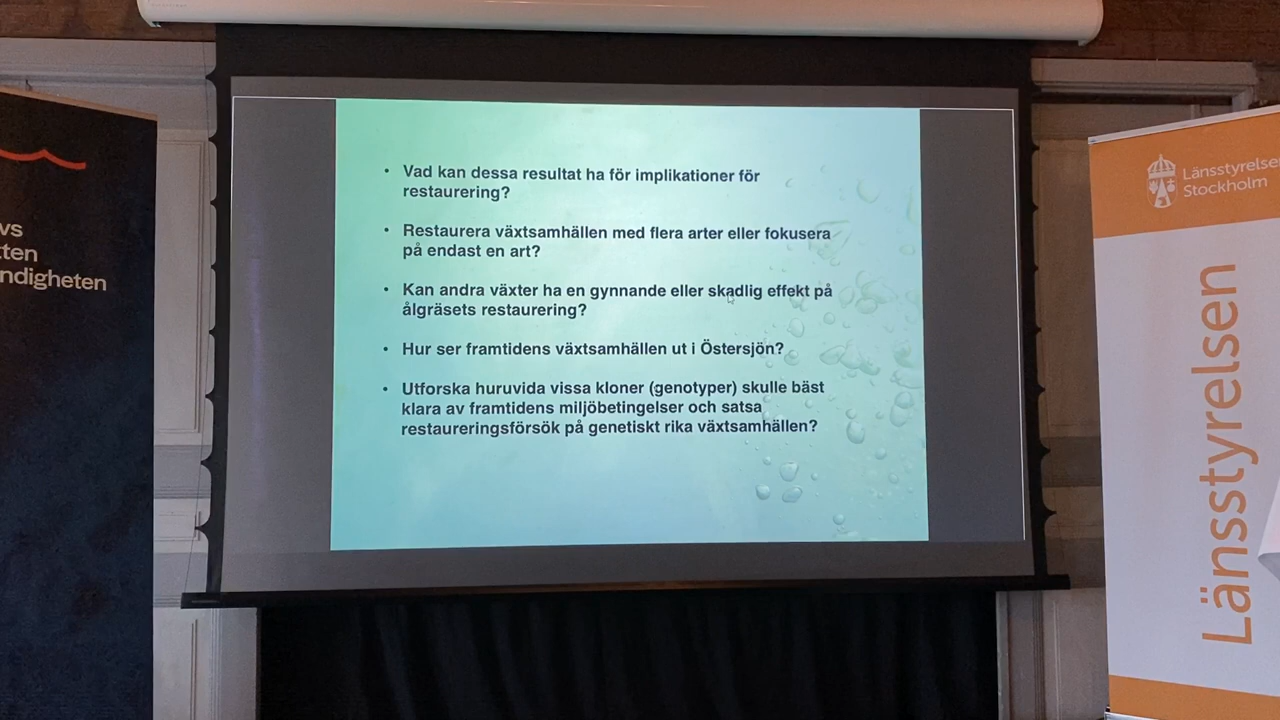 vs
ten
ndigheten
• Vad kan dessa resultat ha för implikationer för
restaurering?
• Restaurera växtsamhällen med flera arter eller fokusera
på endast en art?
• Kan andra växter ha en gynnande eller skadlig effekt på
ålgräsets restaurering?
• Hur ser framtidens växtsamhällen ut i Östersjön?
• Utforska huruvida vissa kloner (genotyper) skulle bäst
klara av framtidens miljöbetingelser och satsa
restaureringsförsök på genetiskt rika växtsamhällen?
Länsstyrelse
Stockholm
Länsstyrelsen